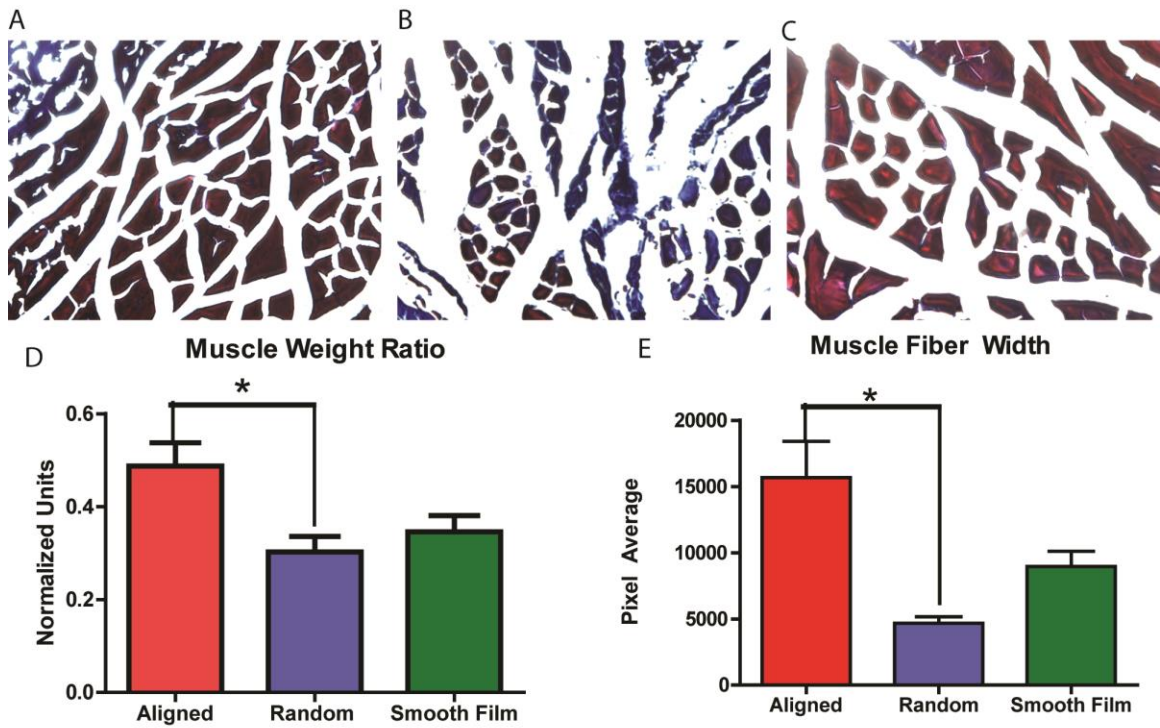 A
B
C
D
Muscle Weight Ratio
*
Normalized Units
0.6
0.4
0.2
0.0
Aligned Random Smooth Film
E
Muscle Fiber Width
*
Pixel Average
20000
15000
10000
5000
0
Aligned Random Smooth Film